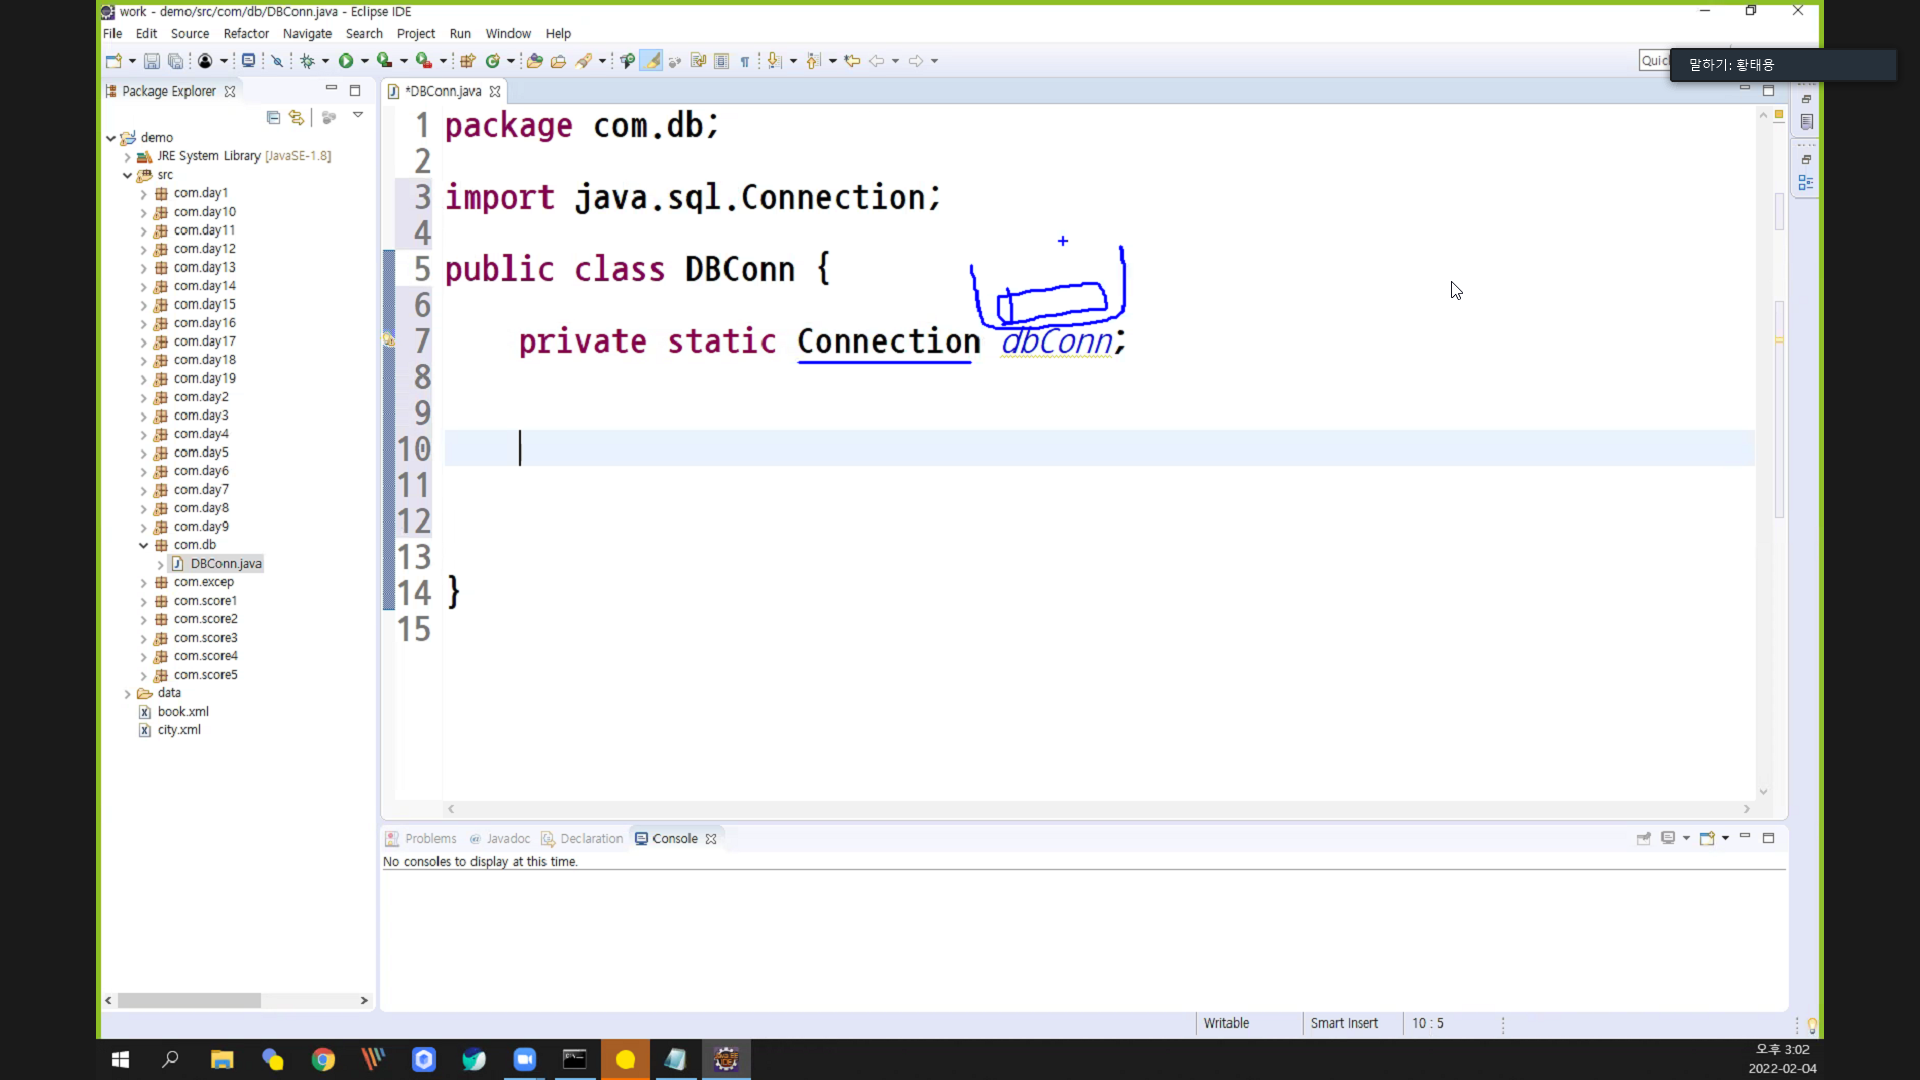 work - demo/src/com/db/DBConn.java - Eclipse IDE
File Edit Source Refactor Navigate Search Project Run Window Help
Quic
말하기: 황태용
Package Explorer
*DBConn.java
demo
JRE System Library [JavaSE-1.8]
src
com.day1
com.day10
com.day11
com.day12
com.day13
com.day14
com.day15
com.day16
com.day17
com.day18
com.day19
com.day2
com.day3
com.day4
com.day5
com.day6
com.day7
com.day8
com.day9
com.db
DBConn.java
com.excep
com.score1
com.score2
com.score3
com.score4
com.score5
data
book.xml
city.xml
1 package com.db;
2
3 import java.sql.Connection;
4
5 public class DBConn {
6
7 private static Connection dbConn;
8
9
10
11
12
13
14 }
15
Problems Javadoc Declaration Console
No consoles to display at this time.
Writable Smart Insert 10 : 5
오후 3:02
2022-02-04